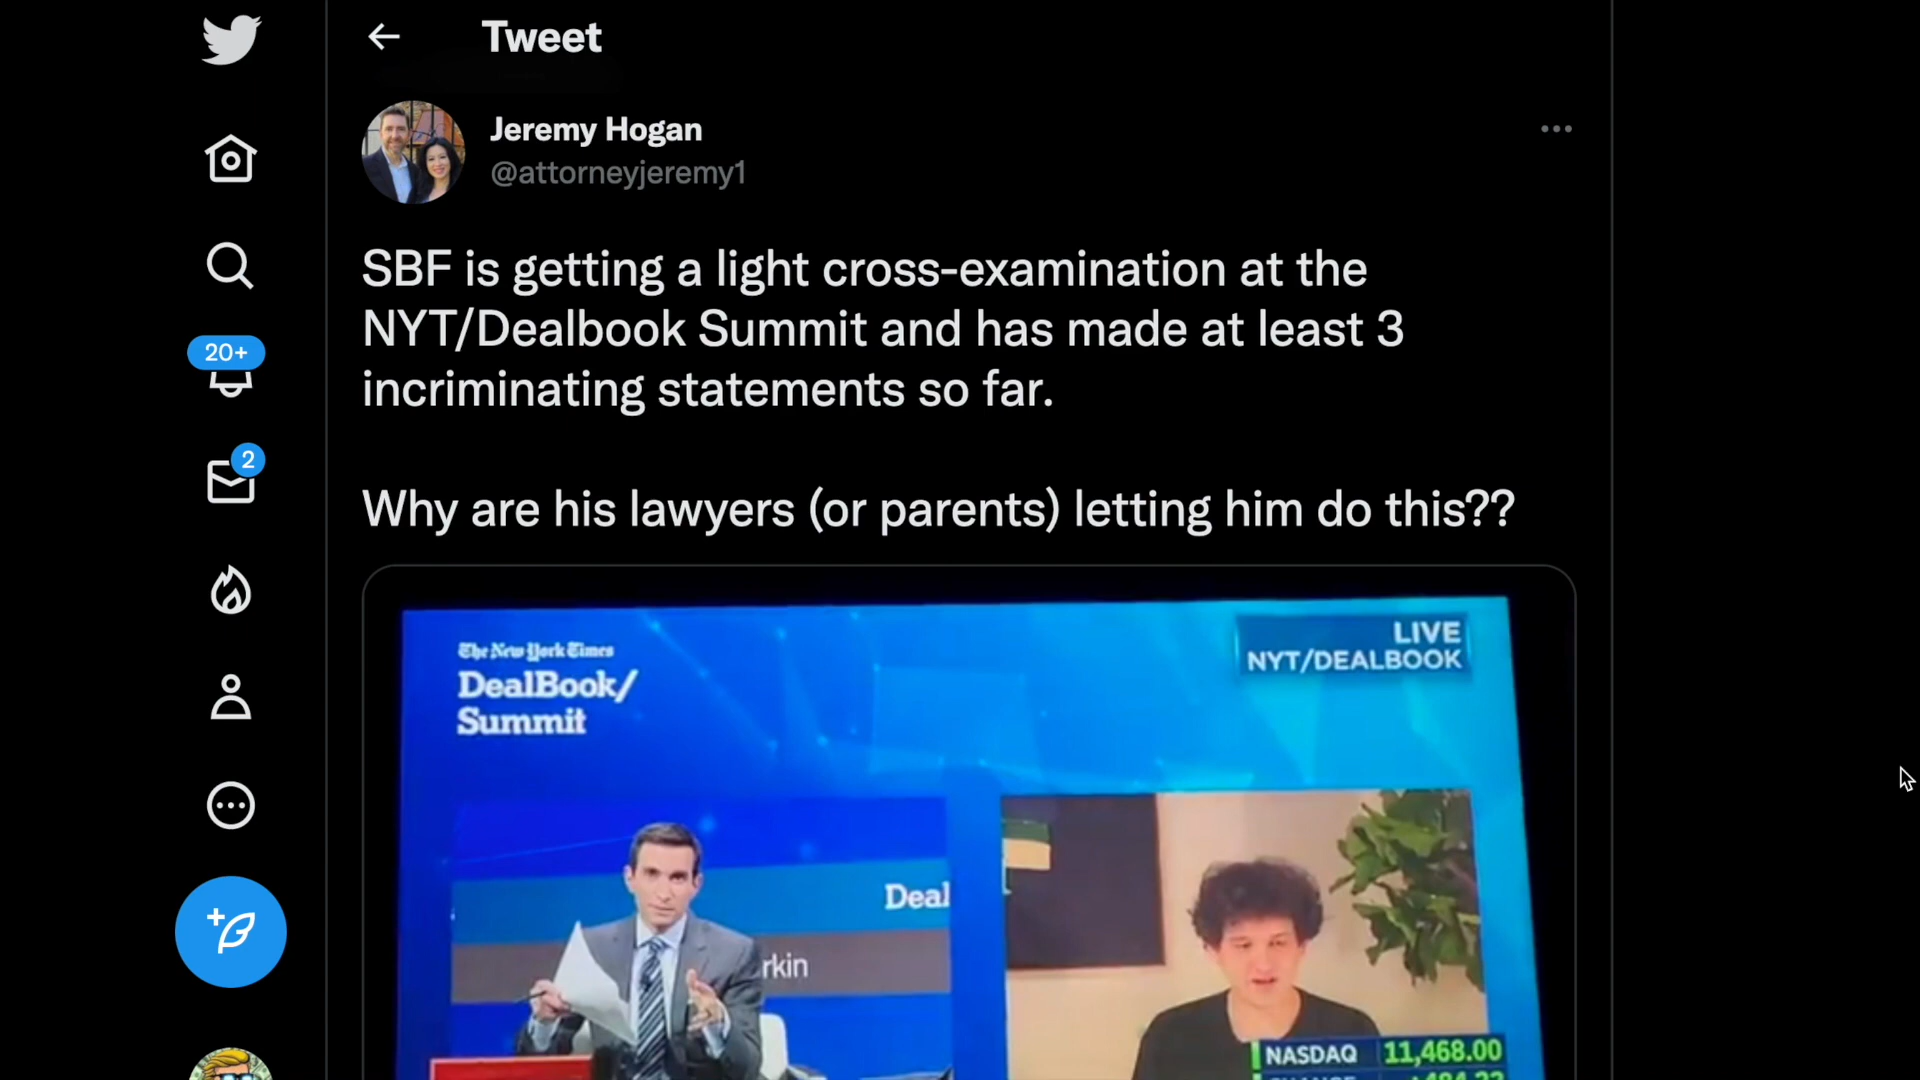 Tweet
Jeremy Hogan
@attorneyjeremy1
SBF is getting a light cross-examination at the
NYT/Dealbook Summit and has made at least 3
incriminating statements so far.
Why are his lawyers (or parents) letting him do this??
20+
2
The New York Times
DealBook/
Summit
LIVE
NYT/DEALBOOK
Deal
rkin
NASDAQ 11,468.00